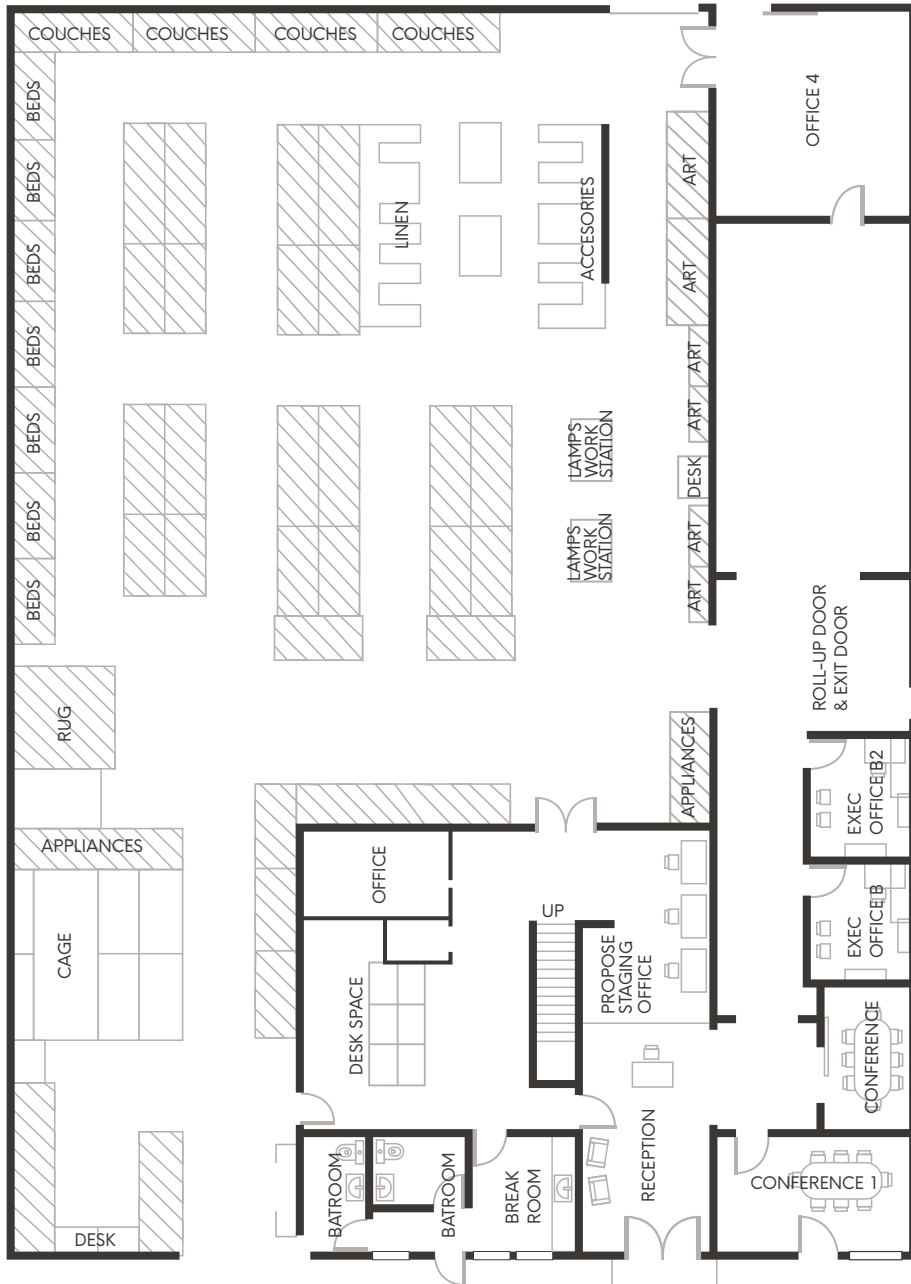 COUCHES
COUCHES
COUCHES
COUCHES
BEDS
BEDS
BEDS
BEDS
BEDS
BEDS
BEDS
LINEN
ACCESORIES
ART
ART
ART
ART
DESK
ART
ART
LAMPS
WORK
STATION
LAMPS
WORK
STATION
OFFICE 4
ROLL-UP DOOR
& EXIT DOOR
RUG
APPLIANCES
APPLIANCES
CAGE
OFFICE
UP
DESK SPACE
PROPOSE
STAGING
OFFICE
EXEC
OFFICE B2
EXEC
OFFICE B
CONFERENCE
CONFERENCE 1
RECEPTION
BATROOM
BATROOM
BREAK
ROOM
DESK